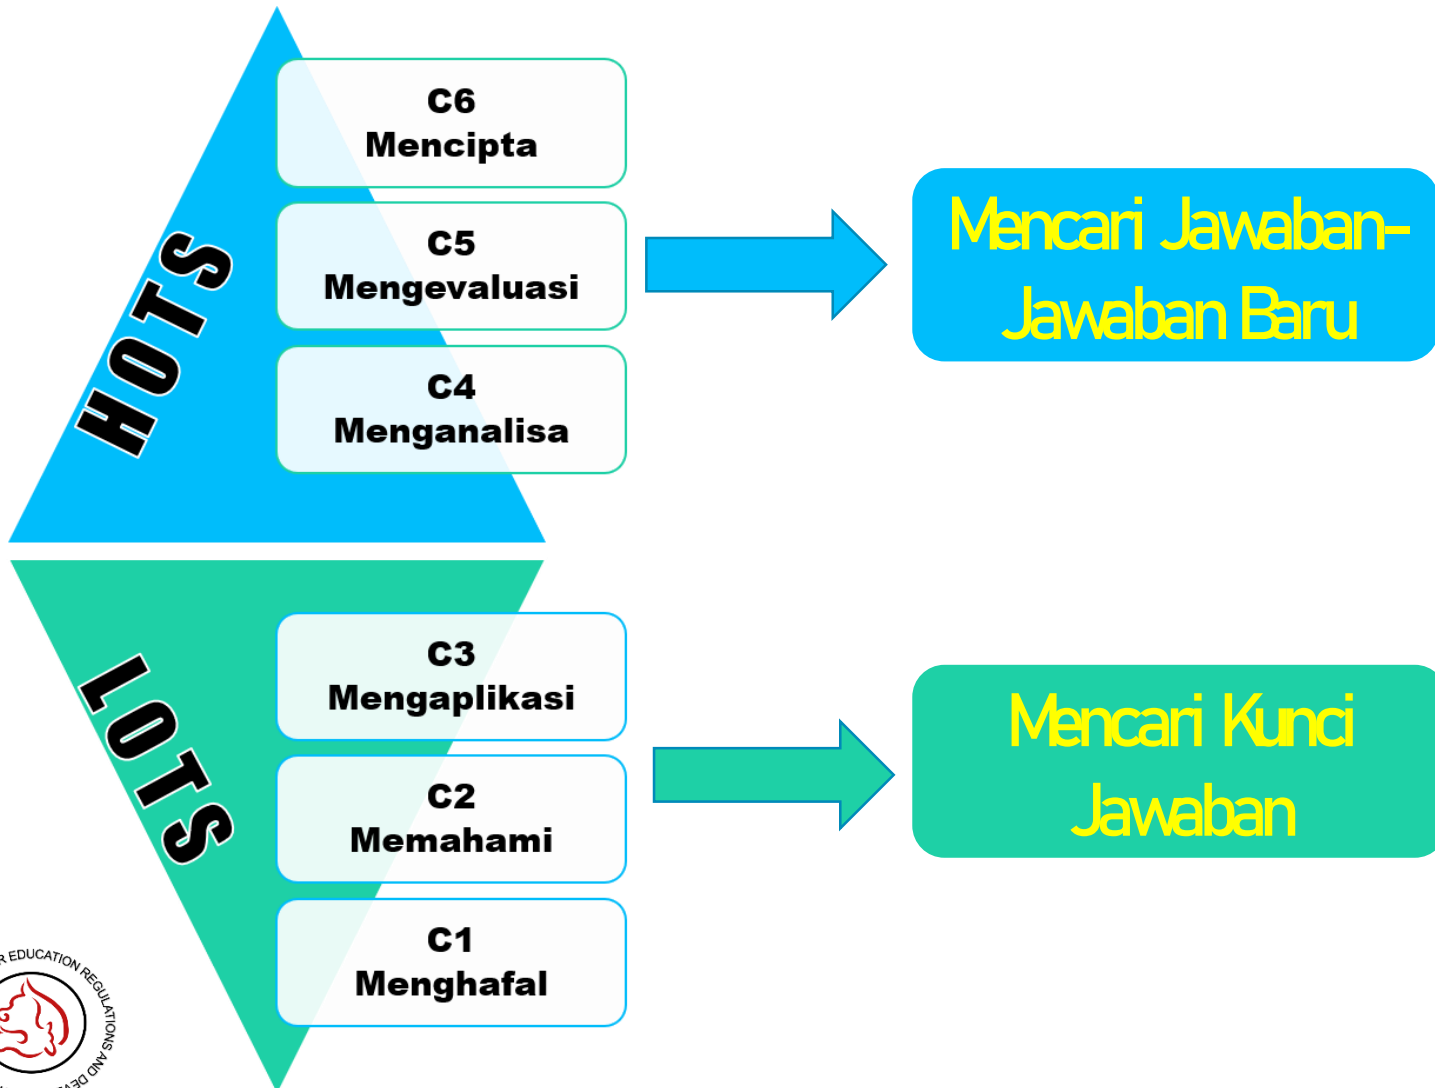 HOTS
C6
Mencipta
C5
Mengevaluasi
C4
Menganalisa
Mencari Jawaban-
Jawaban Baru
LOTS
C3
Mengaplikasi
C2
Memahami
C1
Menghafal
Mencari Kunci
Jawaban
EDUCATION REGULATIONS AND